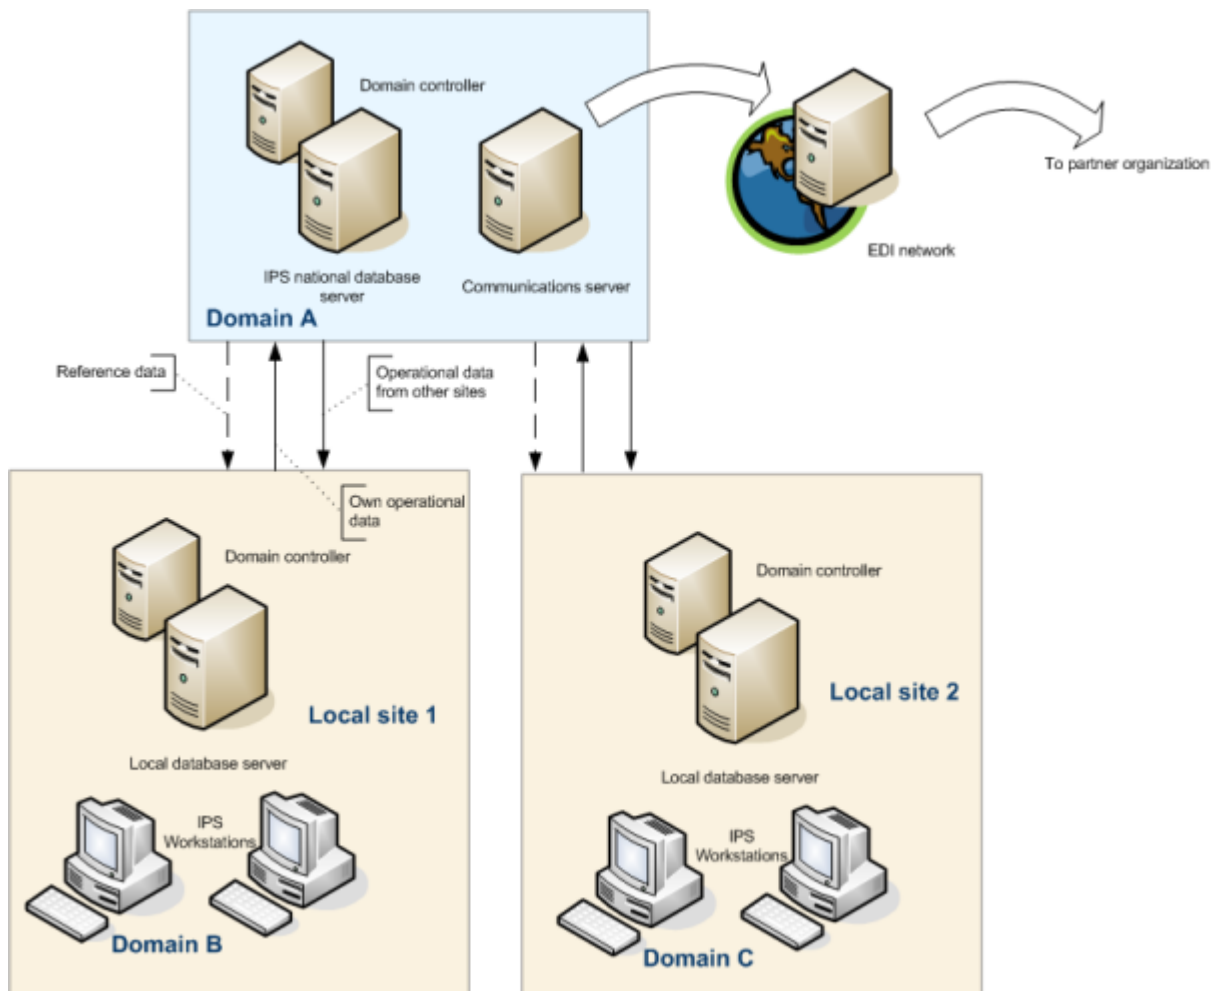 Domain controller
To partner organization
EDI network
IPS national database
server
Communications server
Domain A
Reference data
Operational data
from other sites
Own operational
data
Domain controller
Local site 1
Local database server
IPS
Workstations
Domain B
Domain controller
Local site 2
Local database server
IPS
Workstations
Domain C